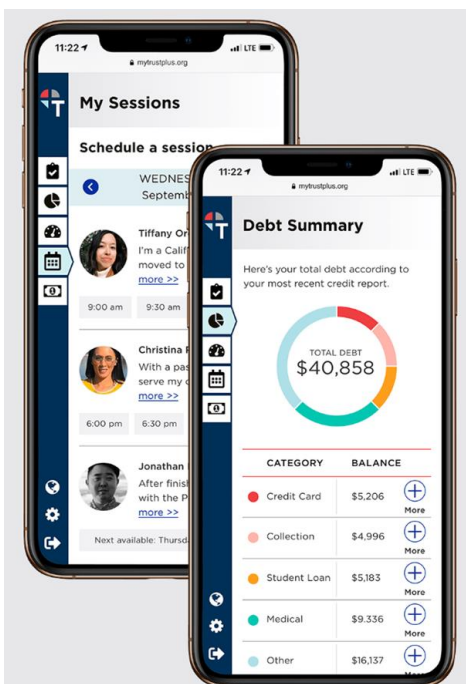 11:22
LTE
mytrustplus.org
T
My Sessions
Schedule a session
WEDNES
Septemb
Tiffany Or
I'm a Calif
moved to
more >>
9:00 am 9:30 am
Christina
With a pas
serve my c
more >>
6:00 pm 6:30 pm
Jonathan
After finish
with the P
more >>
Next available: Thursd
11:22
LTE
mytrustplus.org
T
Debt Summary
Here's your total debt according to
your most recent credit report.
TOTAL DEBT
$40,858
CATEGORY BALANCE
Credit Card $5,206
More
Collection $4,996
More
Student Loan $5,183
More
Medical $9.336
More
Other $16,137